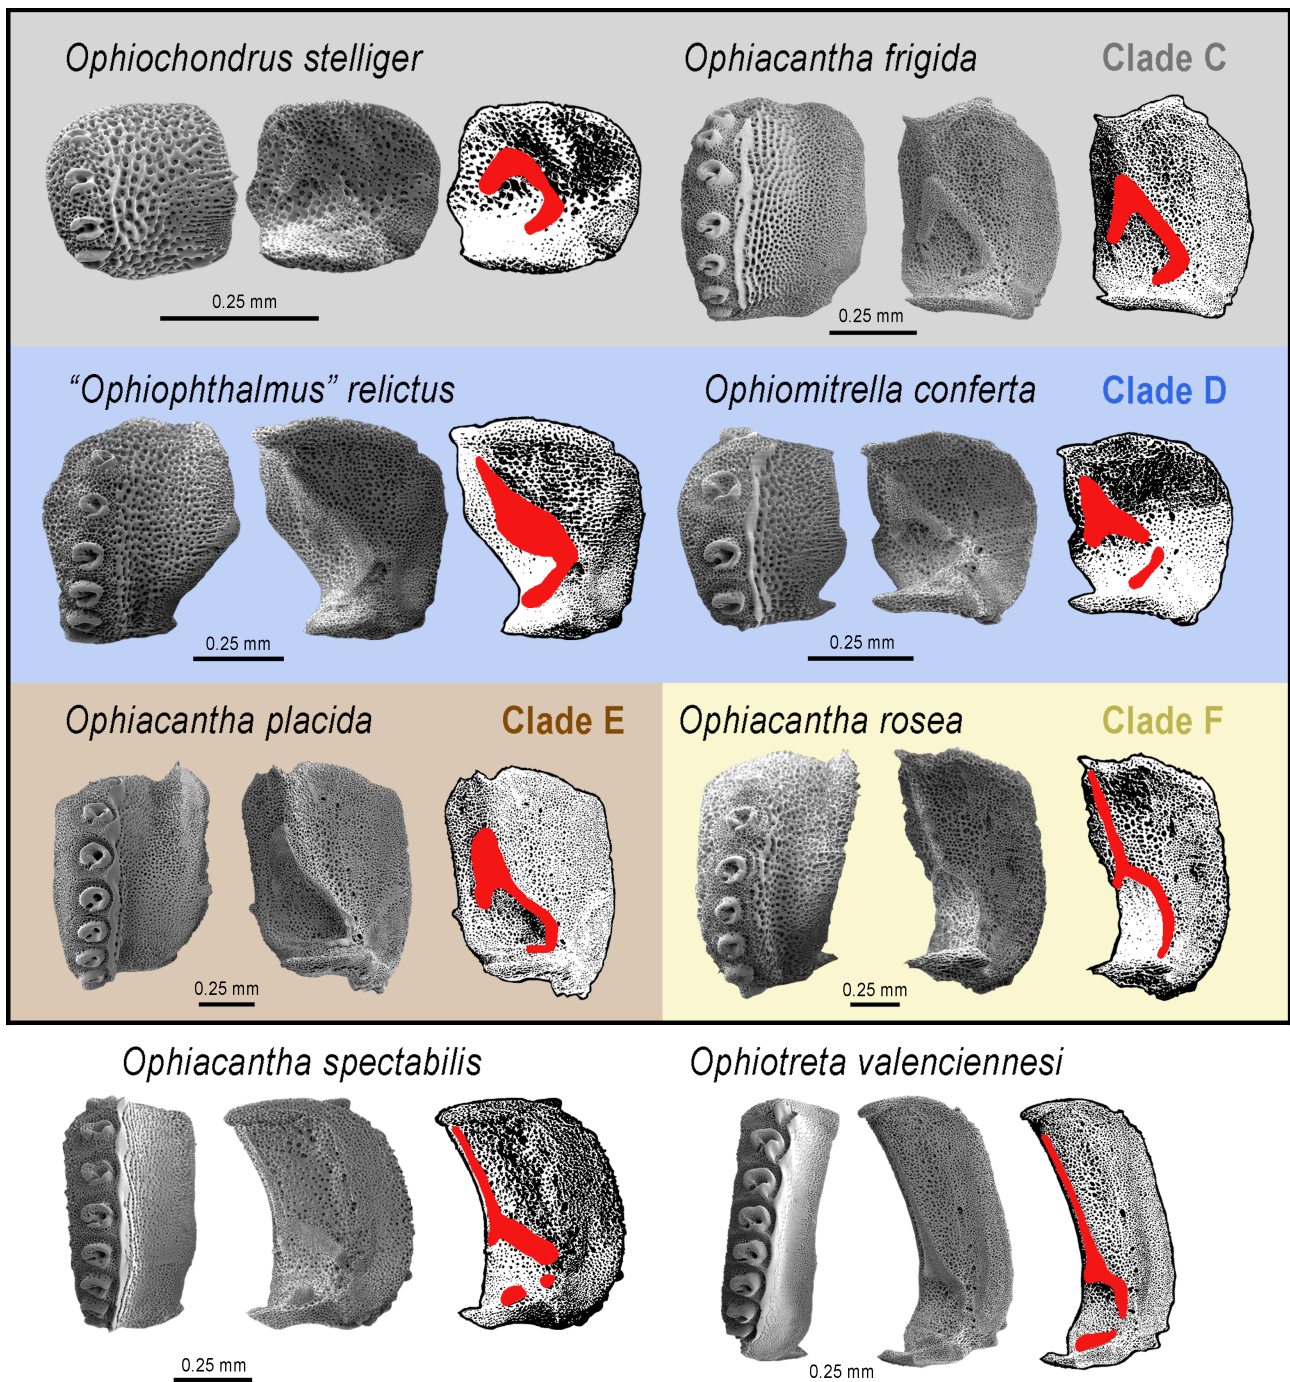 Ophiochondrus stelliger
Ophiacantha frigida
Clade C
0.25 mm
0.25 mm
“Ophiophthalmus” relictus
Ophiomitrella conferta
Clade D
0.25 mm
0.25 mm
Ophiacantha placida
Clade E
Ophiacantha rosea
Clade F
0.25 mm
0.25 mm
Ophiacantha spectabilis
Ophiotreta valenciennesi
0.25 mm
0.25 mm